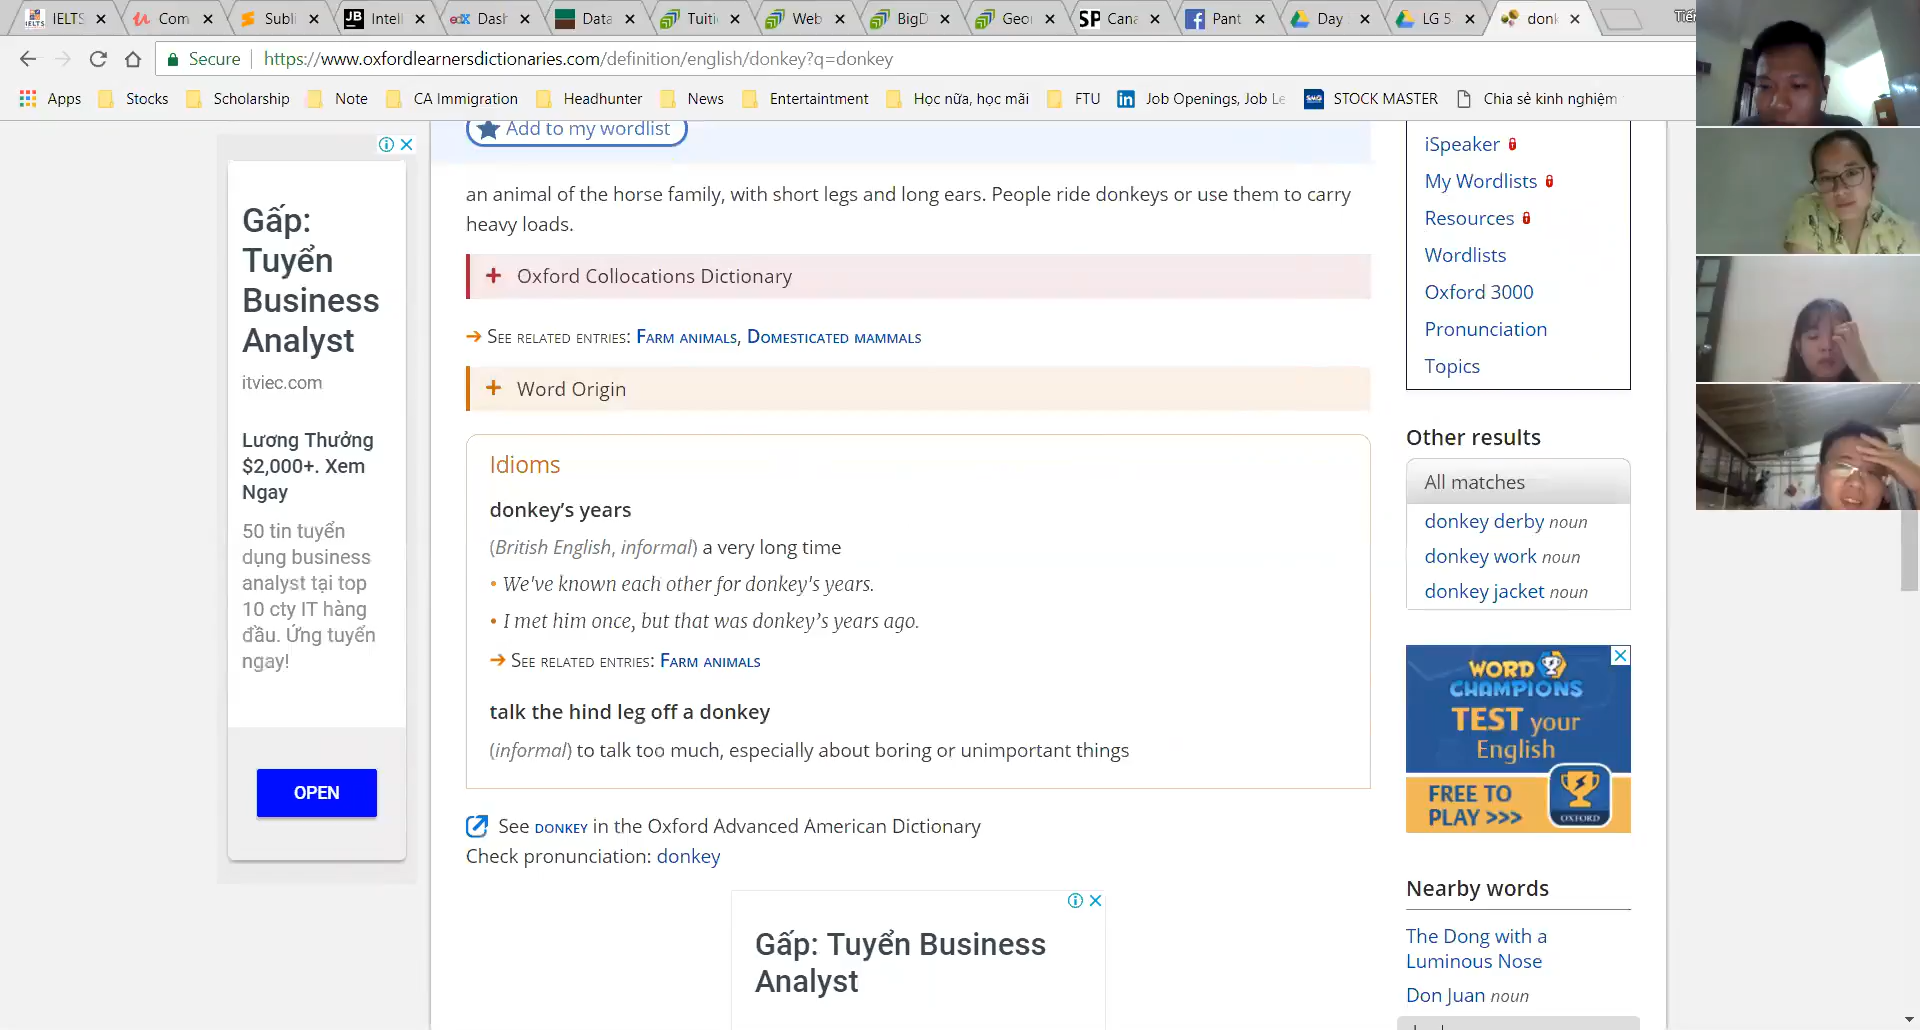 IELTS
Com
Subli
Intell
Dash
Data
Tuitic
Web
BigD
Geor
SP Cana
Pant
Day
LG 5
donk
Secure https://www.oxfordlearnersdictionaries.com/definition/english/donkey?q=donkey
Apps Stocks Scholarship Note CA Immigration Headhunter News Entertaintment Học nữa, học mãi FTU Job Openings, Job Le STOCK MASTER Chia sẻ kinh nghiệm
Gấp:
Tuyển
Business
Analyst
itviec.com
Lương Thưởng
$2,000+. Xem
Ngay
50 tin tuyển
dụng business
analyst tại top
10 cty IT hàng
đầu. Ứng tuyển
ngay!
OPEN
Add to my wordlist
an animal of the horse family, with short legs and long ears. People ride donkeys or use them to carry
heavy loads.
+ Oxford Collocations Dictionary
➔ See related entries: Farm animals, Domesticated mammals
+ Word Origin
Idioms
donkey’s years
(British English, informal) a very long time
• We've known each other for donkey's years.
• I met him once, but that was donkey’s years ago.
➔ See related entries: Farm animals
talk the hind leg off a donkey
(informal) to talk too much, especially about boring or unimportant things
See donkey in the Oxford Advanced American Dictionary
Check pronunciation: donkey
Gấp: Tuyển Business
Analyst
iSpeaker
My Wordlists
Resources
Wordlists
Oxford 3000
Pronunciation
Topics
Other results
All matches
donkey derby noun
donkey work noun
donkey jacket noun
WORD
CHAMPIONS
TEST your
English
FREE TO
PLAY >>>
OXFORD
Nearby words
The Dong with a
Luminous Nose
Don Juan noun